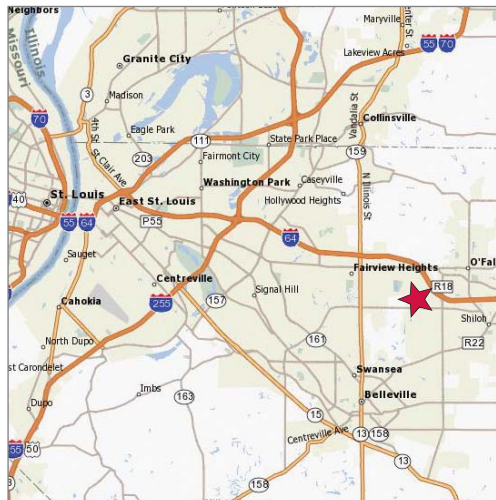 Neighbors
Maryville
Center St
Lakeview Acres
55 70
Illinois
Missouri
Granite City
3
Madison
70
4th St
Eagle Park
111
Vandalia St
Collinsville
State Park Place
St Clair Ave
203
Fairmont City
159
40
St. Louis
Washington Park
Caseyville
Hollywood Heights
N Illinois St
East St. Louis
55 64
P55
64
Sauget
Fairview Heights
O'Fal
Centreville
Signal Hill
R18
255
157
Cahokia
Shiloh
161
R22
North Dupo
st Carondelet
Swansea
Imbs
163
Belleville
Dupo
15
Centreville Ave
13 158
55 50
13
3
158